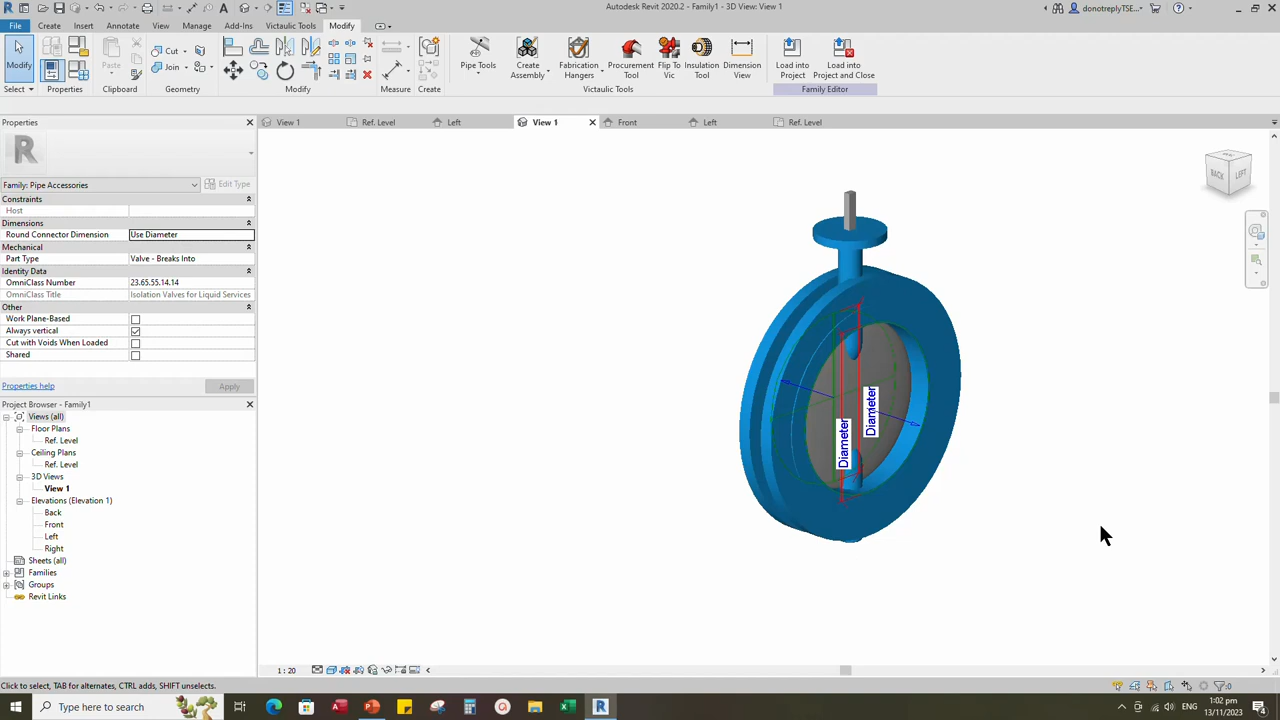 Autodesk Revit 2020.2 - Family1 - 3D View: View 1
donotreplyTSE...
File Create Insert Annotate View Manage Add-Ins Victaulic Tools Modify
Modify
Paste
Cut
Join
Pipe Tools
Create Assembly
Fabrication Hangers
Procurement Tool
Flip To Vic
Insulation Tool
Dimension View
Load into Project
Load into Project and Close
Select Properties Clipboard Geometry Modify Measure Create Victaulic Tools Family Editor
Properties
View 1 Ref. Level Left View 1 Front Left Ref. Level
Family: Pipe Accessories Edit Type
Constraints
Host
Dimensions
Round Connector Dimension Use Diameter
Mechanical
Part Type Valve - Breaks Into
Identity Data
OmniClass Number 23.65.55.14.14
OmniClass Title Isolation Valves for Liquid Services
Other
Work Plane-Based
Always vertical
Cut with Voids When Loaded
Shared
Properties help Apply
Project Browser - Family1
Views (all)
Floor Plans
Ref. Level
Ceiling Plans
Ref. Level
3D Views
View 1
Elevations (Elevation 1)
Back
Front
Left
Right
Sheets (all)
Families
Groups
Revit Links
BACK LEFT
Diameter
Diameter
1 : 20
Click to select, TAB for alternates, CTRL adds, SHIFT unselects.
:0
Type here to search
ENG
1:02 pm
13/11/2023
4